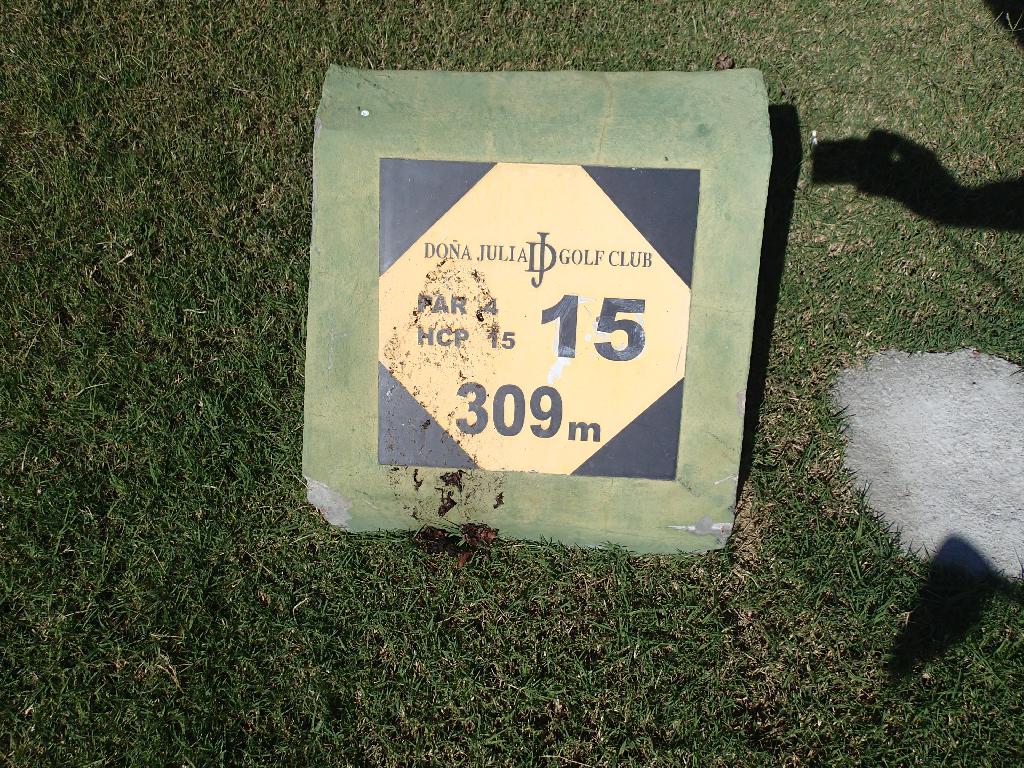 DOÑA JULIA DJ GOLF CLUB
PAR 4
HCP 15
15
309m